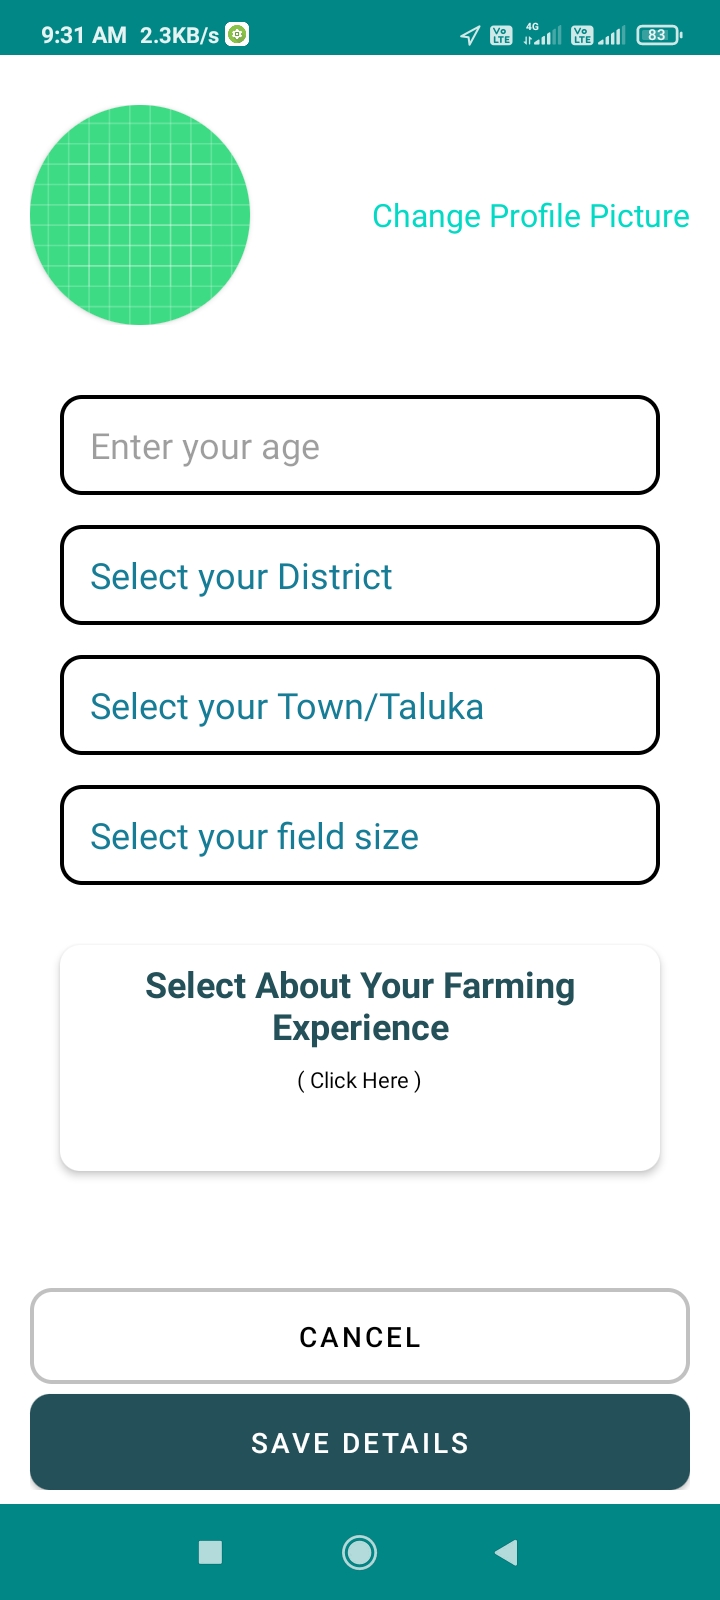 9:31 AM 2.3KB/s Vo LTE 4G Vo LTE 83
Change Profile Picture
Enter your age
Select your District
Select your Town/Taluka
Select your field size
Select About Your Farming
Experience
( Click Here )
CANCEL
SAVE DETAILS